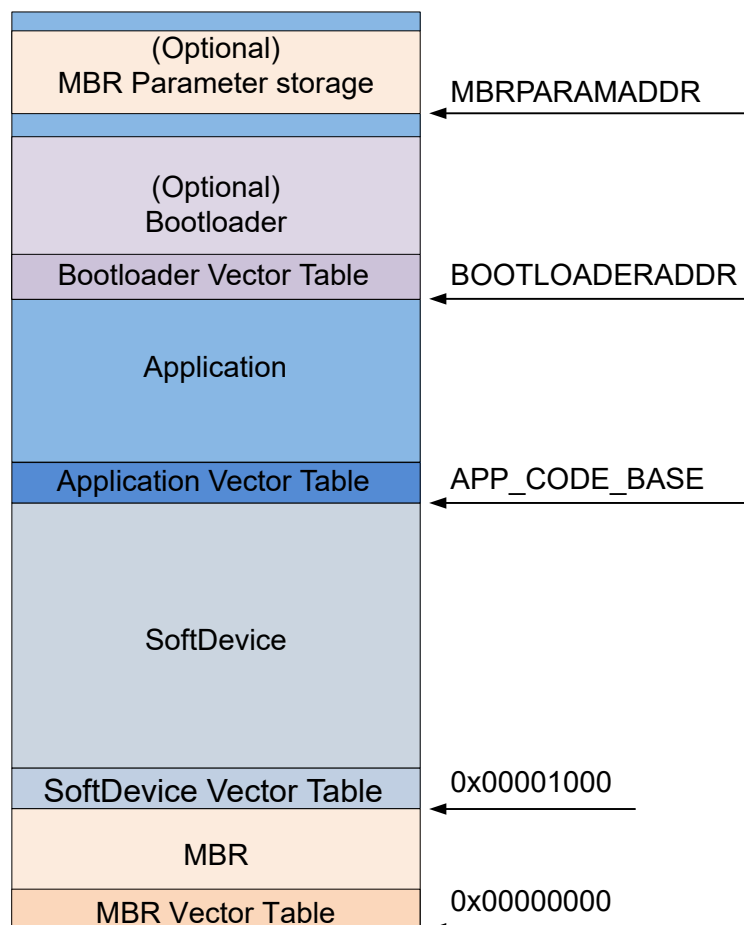 (Optional)
MBR Parameter storage
MBRPARAMADDR
(Optional)
Bootloader
Bootloader Vector Table
BOOTLOADERADDR
Application
Application Vector Table
APP_CODE_BASE
SoftDevice
SoftDevice Vector Table
0x00001000
MBR
MBR Vector Table
0x00000000